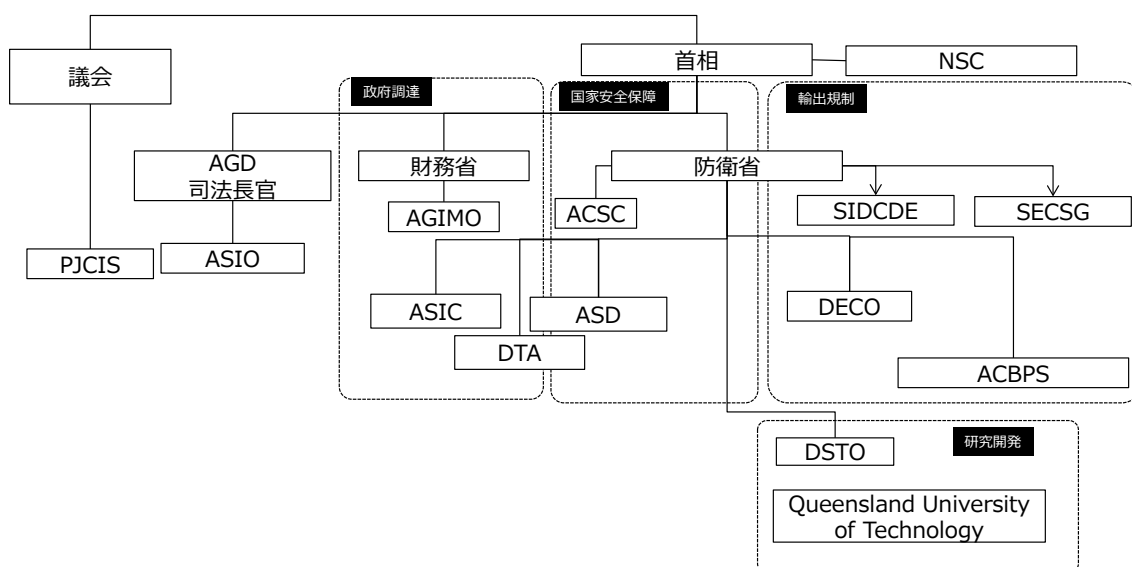 議会
首相
NSC
政府調達
国家安全保障
輸出規制
AGD
司法長官
財務省
防衛省
AGIMO
ACSC
SIDCDE
SECSG
PJCIS
ASIO
ASIC
ASD
DECO
DTA
ACBPS
DSTO
研究開発
Queensland University
of Technology